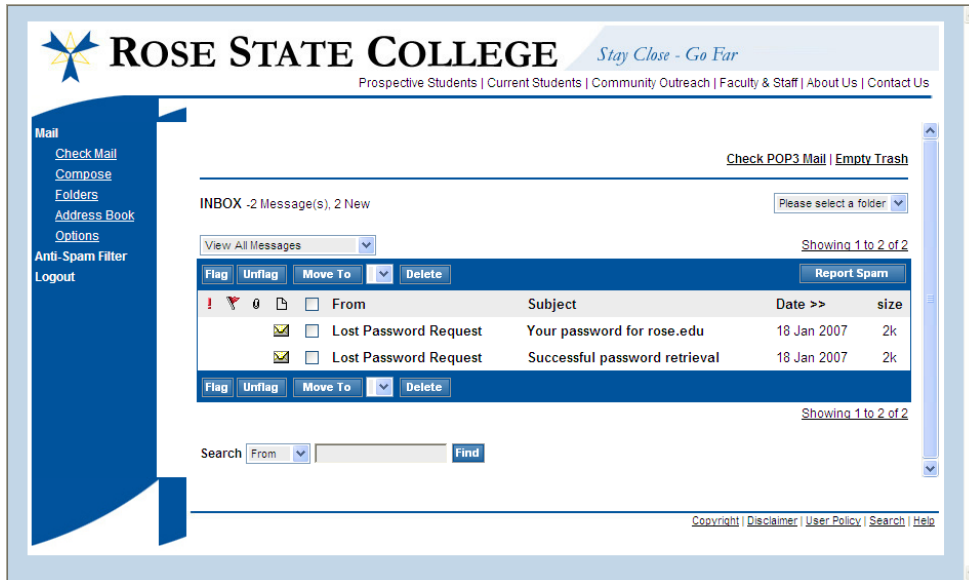 ROSE STATE COLLEGE Stay Close - Go Far
Prospective Students | Current Students | Community Outreach | Faculty & Staff | About Us | Contact Us
Mail
Check Mail
Compose
Folders
Address Book
Options
Anti-Spam Filter
Logout
Check POP3 Mail | Empty Trash
INBOX -2 Message(s), 2 New Please select a folder
View All Messages Showing 1 to 2 of 2
Flag Unflag Move To Delete Report Spam
From Subject Date >> size
Lost Password Request Your password for rose.edu 18 Jan 2007 2k
Lost Password Request Successful password retrieval 18 Jan 2007 2k
Flag Unflag Move To Delete
Showing 1 to 2 of 2
Search From Find
Copyright | Disclaimer | User Policy | Search | Help